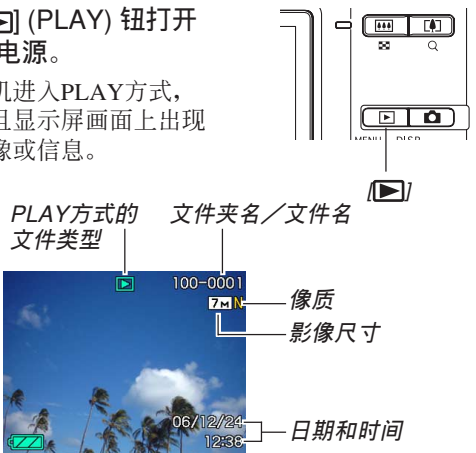 ] (PLAY) 钮打开
电源。
机进入PLAY方式，
且显示屏画面上出现
像或信息。
[ ]
PLAY方式的
文件类型
文件夹名／文件名
100-0001
7M N
像质
影像尺寸
06/12/24
12:38
日期和时间